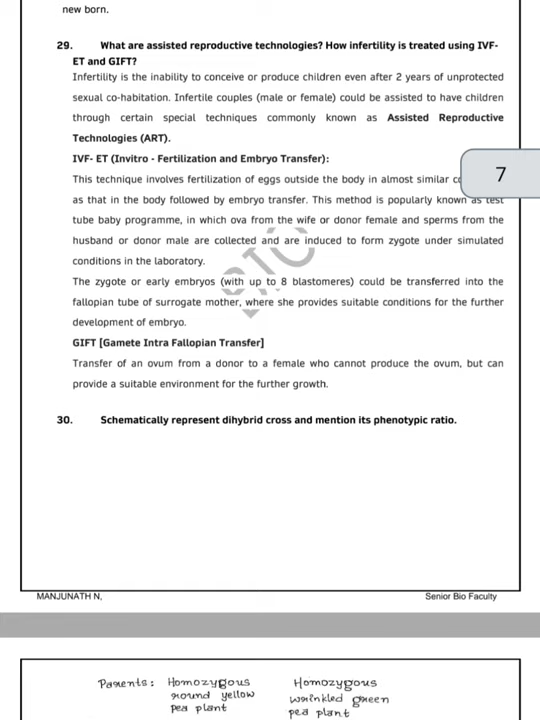 new born.
29. What are assisted reproductive technologies? How infertility is treated using IVF-
ET and GIFT?
Infertility is the inability to conceive or produce children even after 2 years of unprotected
sexual co-habitation. Infertile couples (male or female) could be assisted to have children
through certain special techniques commonly known as Assisted Reproductive
Technologies (ART).
IVF- ET (Invitro - Fertilization and Embryo Transfer):
This technique involves fertilization of eggs outside the body in almost similar
7
as that in the body followed by embryo transfer. This method is popularly known as test
tube baby programme, in which ova from the wife or donor female and sperms from the
husband or donor male are collected and are induced to form zygote under simulated
conditions in the laboratory.
The zygote or early embryos (with up to 8 blastomeres) could be transferred into the
fallopian tube of surrogate mother, where she provides suitable conditions for the further
development of embryo.
GIFT [Gamete Intra Fallopian Transfer]
Transfer of an ovum from a donor to a female who cannot produce the ovum, but can
provide a suitable environment for the further growth.
30. Schematically represent dihybrid cross and mention its phenotypic ratio.
MANJUNATH N, Senior Bio Faculty
Parents: Homozygous Homozygous
round yellow wrinkled green
pea plant pea plant